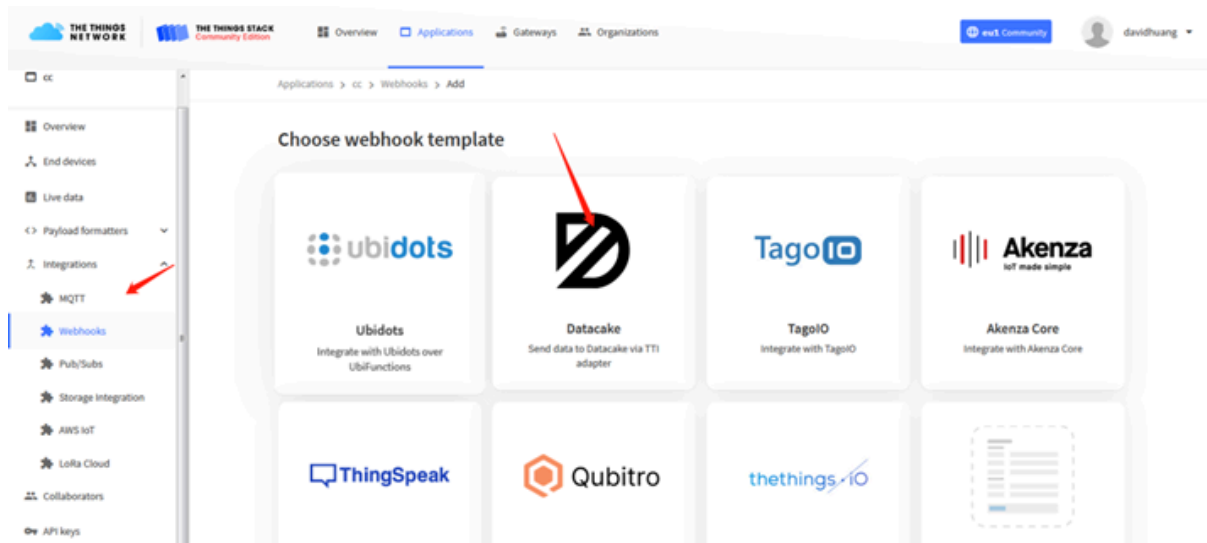 THE THINGS NETWORK
THE THINGS STACK
Community Edition
Overview
Applications
Gateways
Organizations
eu1 Community
davidhuang
cc
Overview
End devices
Live data
<> Payload formatters
Integrations
MQTT
Webhooks
Pub/Subs
Storage Integration
AWS IoT
LoRa Cloud
Collaborators
API keys
Applications > cc > Webhooks > Add
Choose webhook template
ubidots
Ubidots
Integrate with Ubidots over
UbiFunctions
Datacake
Send data to Datacake via TTI
adapter
TagoIO
TagoIO
Integrate with TagoIO
Akenza
IoT made simple
Akenza Core
Integrate with Akenza Core
ThingSpeak
Qubitro
thethings.iO